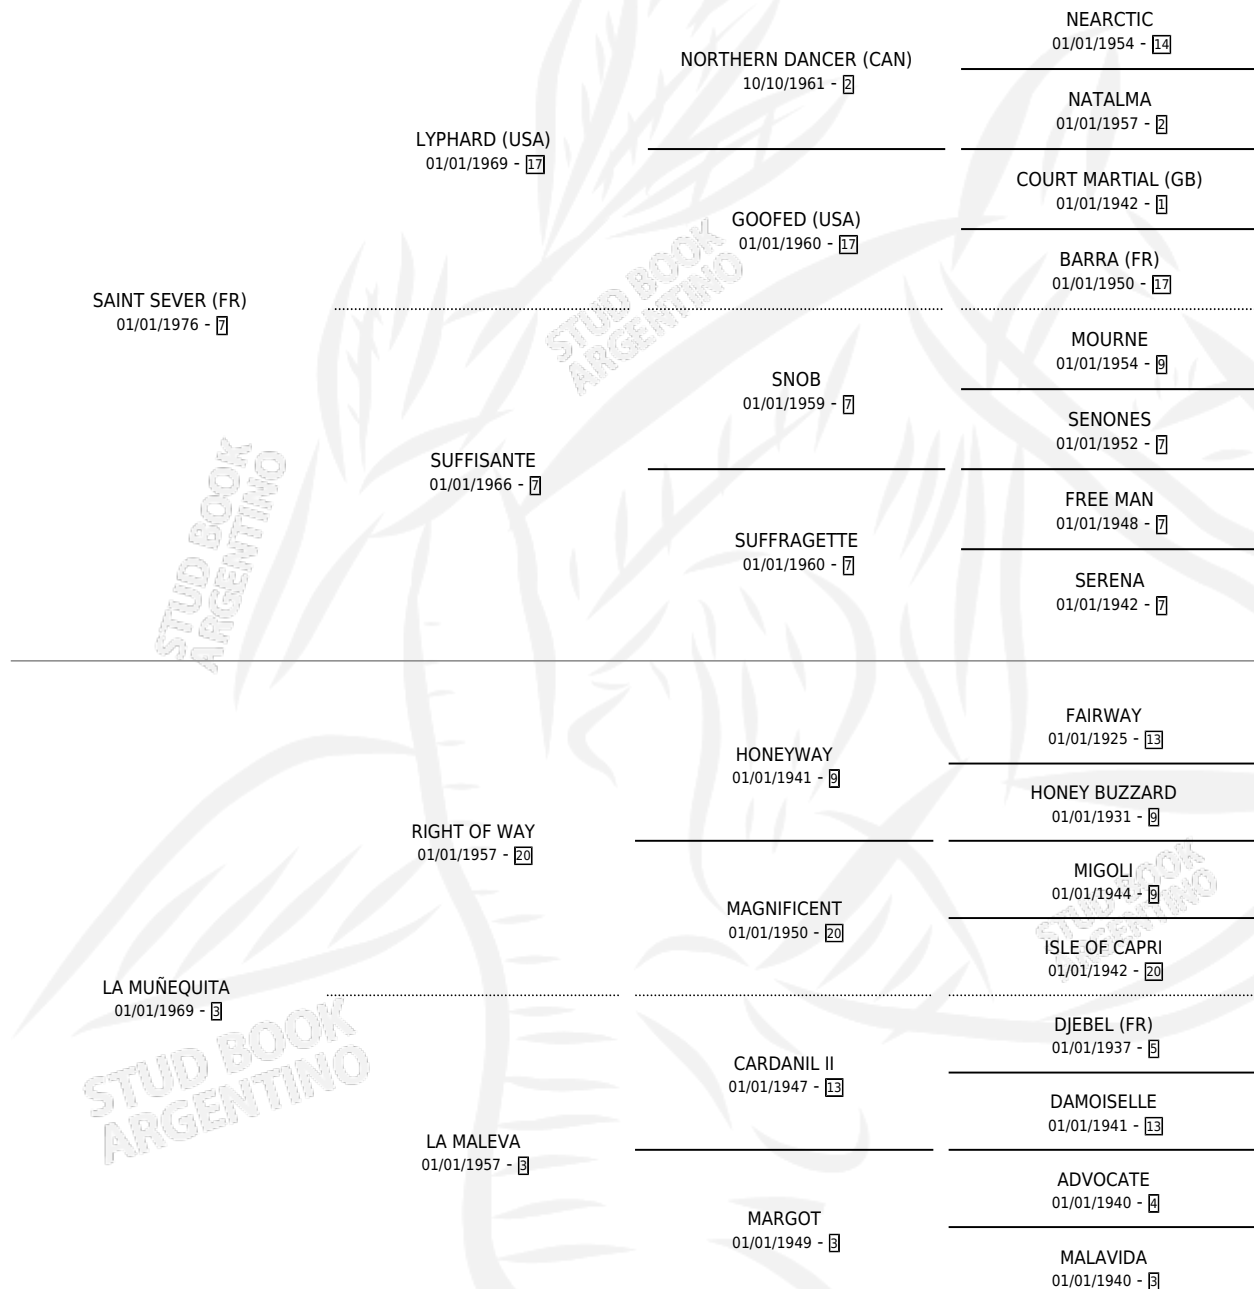 NEARCTIC
01/01/1954 - 14
NORTHERN DANCER (CAN)
10/10/1961 - 2
NATALMA
01/01/1957 - 2
LYPHARD (USA)
01/01/1969 - 17
COURT MARTIAL (GB)
01/01/1942 - 1
GOOFED (USA)
01/01/1960 - 17
BARRA (FR)
01/01/1950 - 17
SAINT SEVER (FR)
01/01/1976 - 7
MOURNE
01/01/1954 - 9
SNOB
01/01/1959 - 7
SENONES
01/01/1952 - 7
SUFFISANTE
01/01/1966 - 7
FREE MAN
01/01/1948 - 7
SUFFRAGETTE
01/01/1960 - 7
SERENA
01/01/1942 - 7
FAIRWAY
01/01/1925 - 13
HONEYWAY
01/01/1941 - 9
HONEY BUZZARD
01/01/1931 - 9
RIGHT OF WAY
01/01/1957 - 20
MIGOLI
01/01/1944 - 9
MAGNIFICENT
01/01/1950 - 20
ISLE OF CAPRI
01/01/1942 - 20
LA MUÑEQUITA
01/01/1969 - 3
DJEBEL (FR)
01/01/1937 - 5
CARDANIL II
01/01/1947 - 13
DAMOISELLE
01/01/1941 - 13
LA MALEVA
01/01/1957 - 3
ADVOCATE
01/01/1940 - 4
MARGOT
01/01/1949 - 3
MALAVIDA
01/01/1940 - 3
STUD BOOK
ARGENTINO
STUD BOOK
ARGENTINO
STUD BOOK
ARGENTINO
STUD BOOK
ARGENTINO